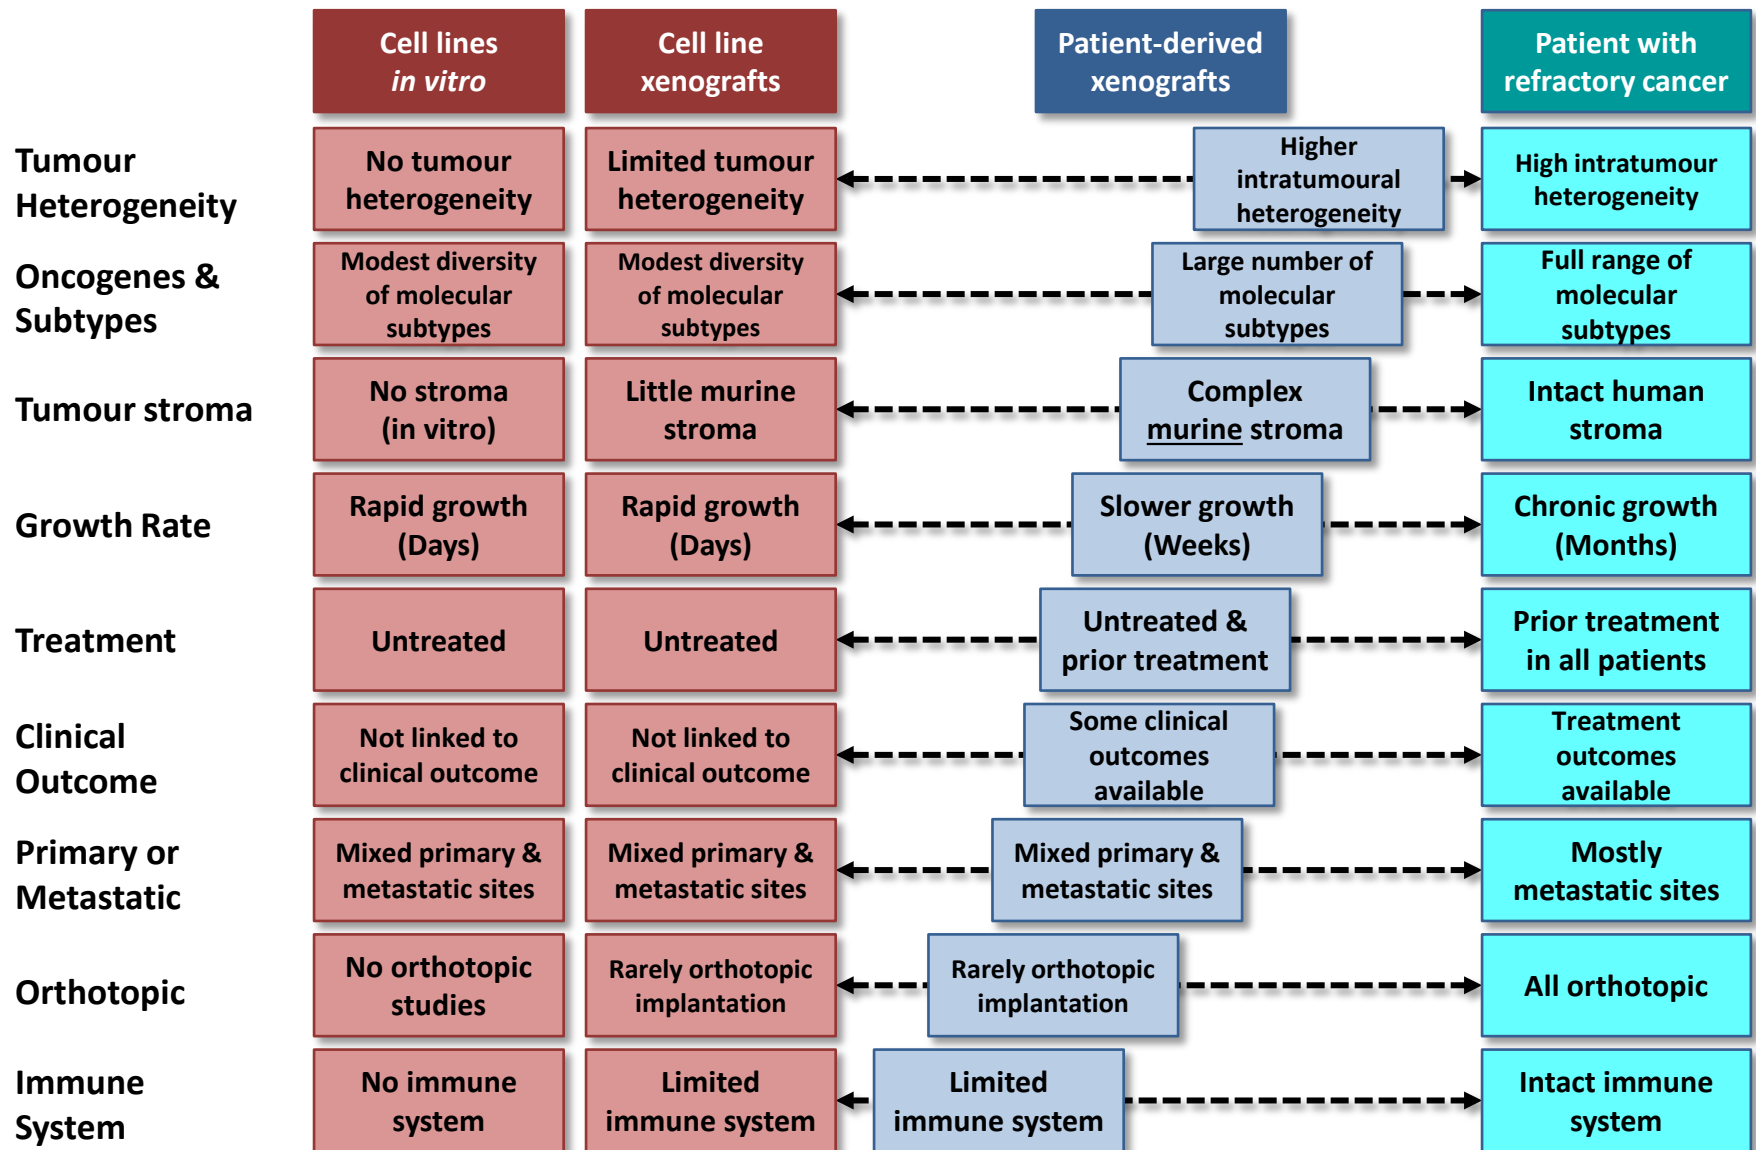 Cell lines
in vitro
Cell line
xenografts
Patient-derived
xenografts
Patient with
refractory cancer
Tumour
Heterogeneity
No tumour
heterogeneity
Limited tumour
heterogeneity
Higher
intratumoural
heterogeneity
High intratumour
heterogeneity
Oncogenes &
Subtypes
Modest diversity
of molecular
subtypes
Modest diversity
of molecular
subtypes
Large number of
molecular
subtypes
Full range of
molecular
subtypes
Tumour stroma
No stroma
(in vitro)
Little murine
stroma
Complex
murine stroma
Intact human
stroma
Growth Rate
Rapid growth
(Days)
Rapid growth
(Days)
Slower growth
(Weeks)
Chronic growth
(Months)
Treatment
Untreated
Untreated
Untreated &
prior treatment
Prior treatment
in all patients
Clinical
Outcome
Not linked to
clinical outcome
Not linked to
clinical outcome
Some clinical
outcomes
available
Treatment
outcomes
available
Primary or
Metastatic
Mixed primary &
metastatic sites
Mixed primary &
metastatic sites
Mixed primary &
metastatic sites
Mostly
metastatic sites
Orthotopic
No orthotopic
studies
Rarely orthotopic
implantation
Rarely orthotopic
implantation
All orthotopic
Immune
System
No immune
system
Limited
immune system
Limited
immune system
Intact immune
system